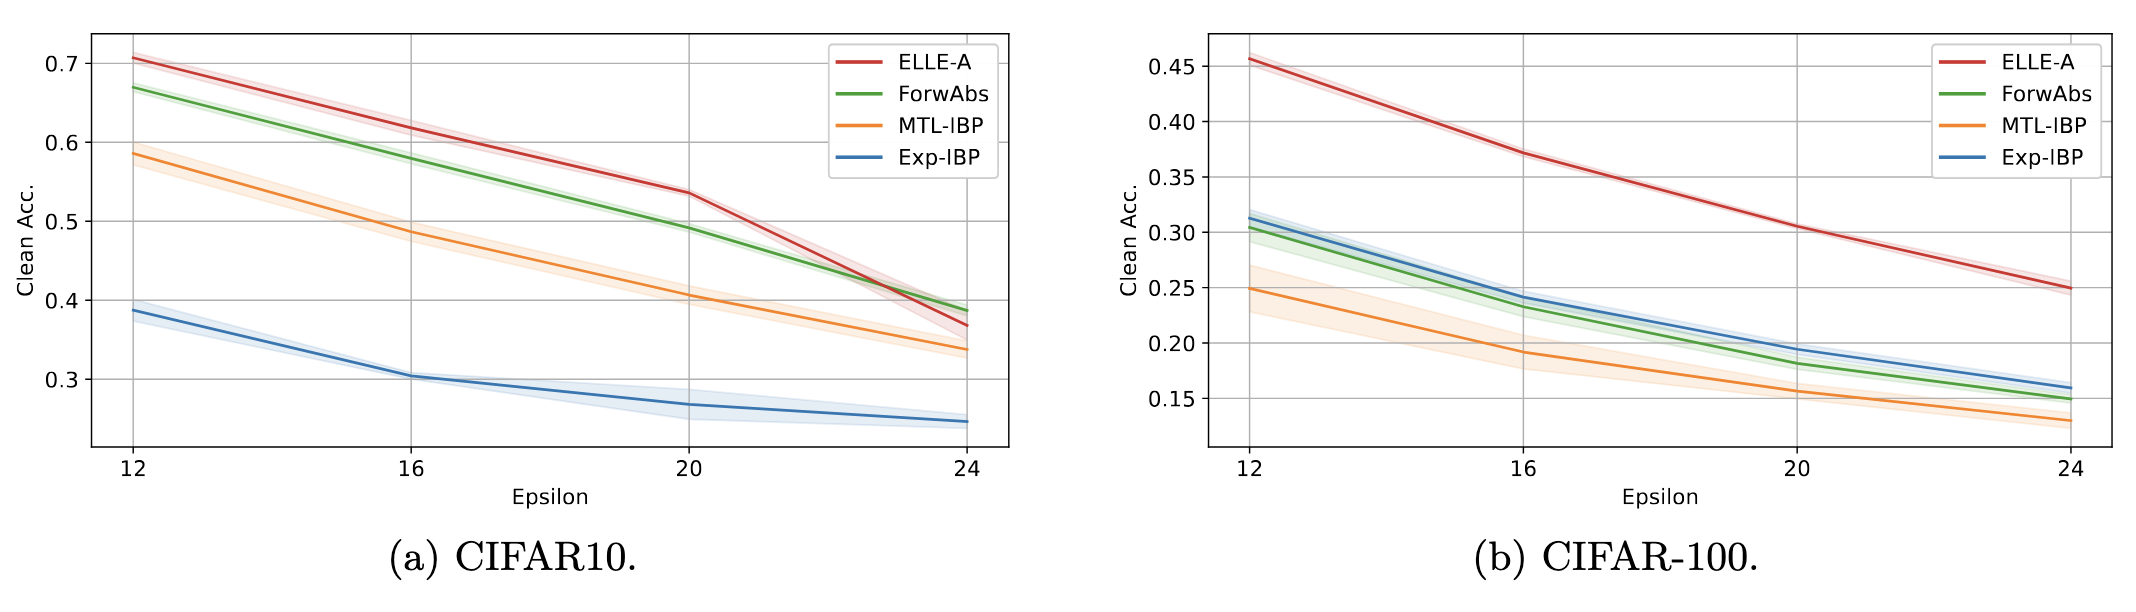 0.7
0.6
0.5
0.4
0.3
Clean Acc.
12 16 20 24
Epsilon
ELLE-A
ForwAbs
MTL-IBP
Exp-IBP
(a) CIFAR10.
0.45
0.40
0.35
0.30
0.25
0.20
0.15
Clean Acc.
12 16 20 24
Epsilon
ELLE-A
ForwAbs
MTL-IBP
Exp-IBP
(b) CIFAR-100.